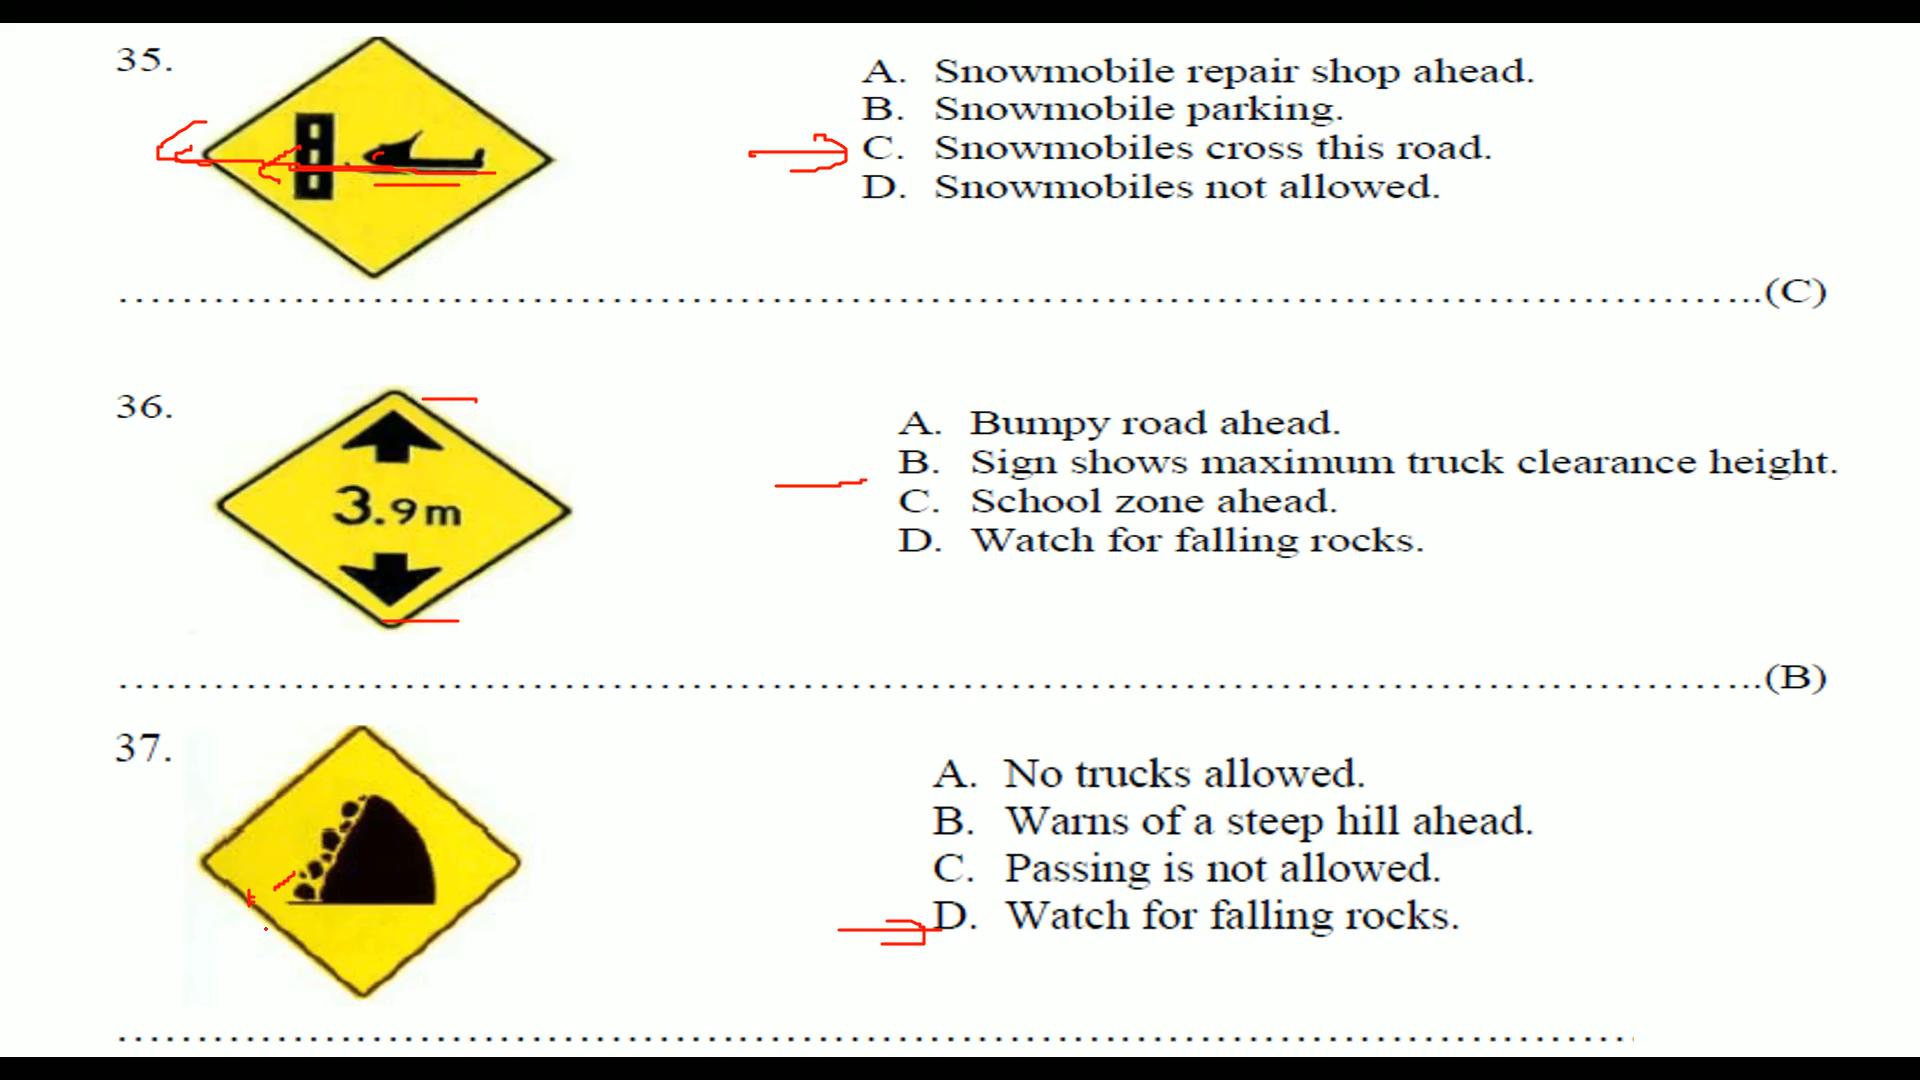 35.
A. Snowmobile repair shop ahead.
B. Snowmobile parking.
C. Snowmobiles cross this road.
D. Snowmobiles not allowed.
........................................................................................................(C)
36.
3.9m
A. Bumpy road ahead.
B. Sign shows maximum truck clearance height.
C. School zone ahead.
D. Watch for falling rocks.
........................................................................................................(B)
37.
A. No trucks allowed.
B. Warns of a steep hill ahead.
C. Passing is not allowed.
D. Watch for falling rocks.
................................................................................................